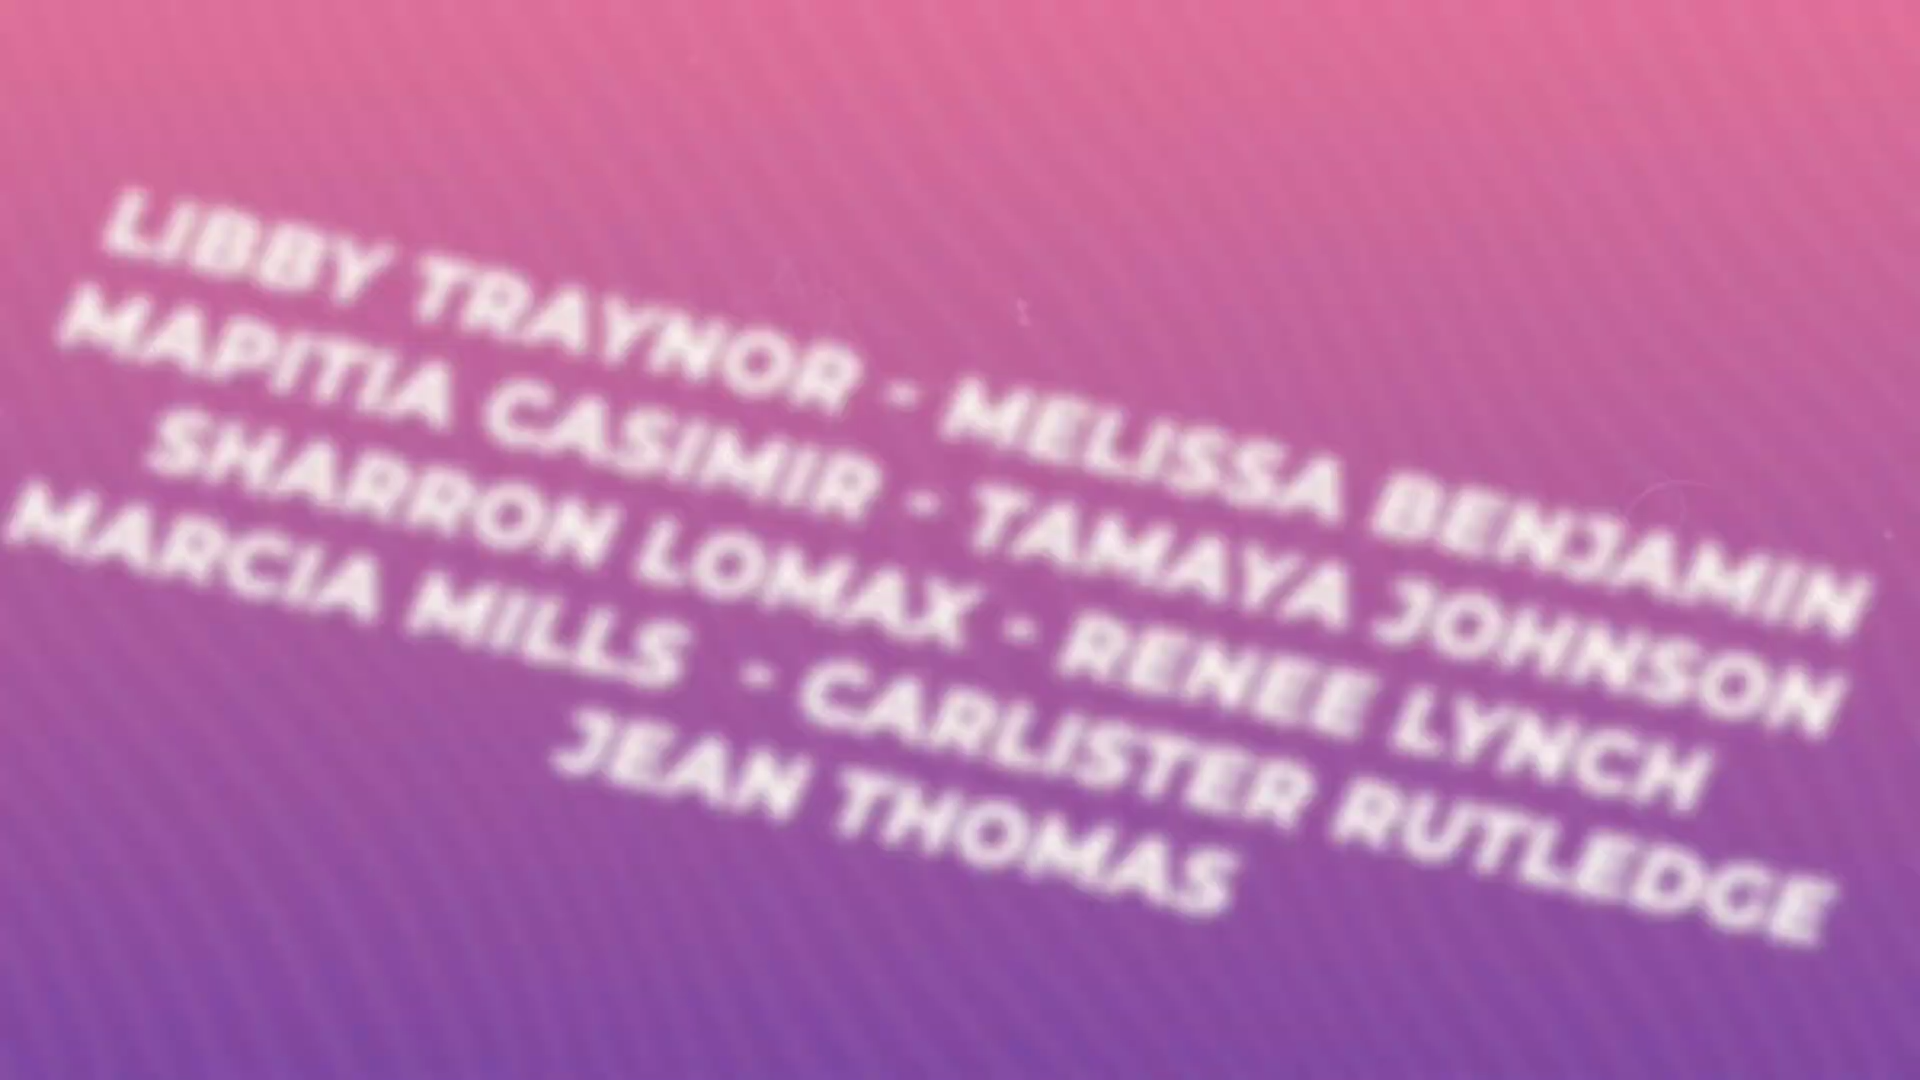 LIBBY TRAYNOR - MELISSA BENJAMIN
MAPITIA CASIMIR - TAMAYA JOHNSON
SHARRON LOMAX - RENEE LYNCH
MARCIA MILLS - CARLISTER RUTLEDGE
JEAN THOMAS